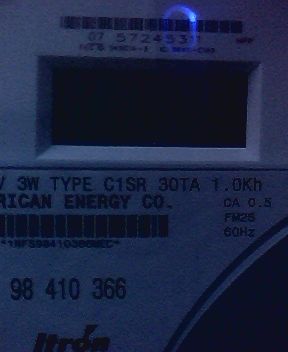 07 5724531
V 3W TYPE C1SR 30TA 1.0Kh
RICAN ENERGY CO.
CA 0.5
FM2S
60Hz
98 410 366
Itron